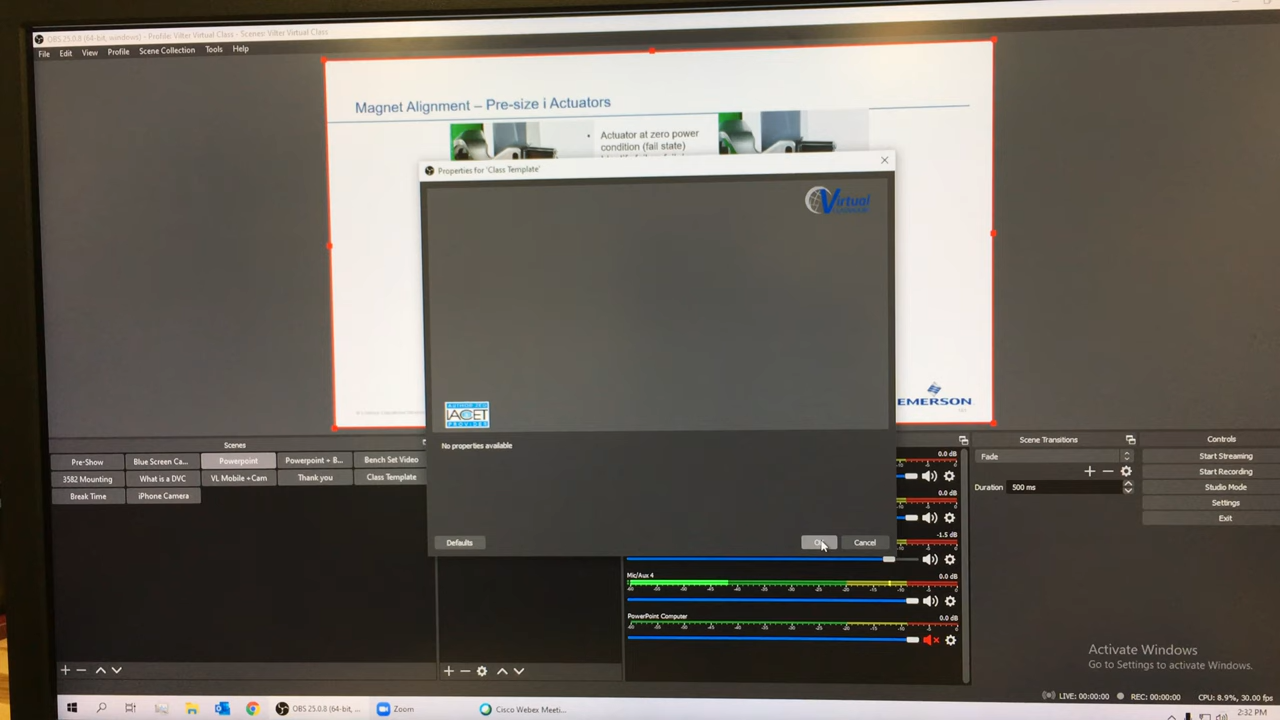 OBS 25.0.8 (64-bit, windows) - Profile: Vilter Virtual Class - Scenes: Vilter Virtual Class
File Edit View Profile Scene Collection Tools Help
Magnet Alignment – Pre-size i Actuators
• Actuator at zero power
condition (fail state)
Properties for 'Class Template'
Virtual
IACET
PROVIDER
EMERSON
No properties available
Defaults
Cancel
Scenes
Pre-Show
Blue Screen Ca...
Powerpoint
Powerpoint + B...
Bench Set Video
3582 Mounting
What is a DVC
VL Mobile +Cam
Thank you
Class Template
Break Time
iPhone Camera
0.0 dB
0.0 dB
-1.5 dB
Mic/Aux 4
0.0 dB
PowerPoint Computer
0.0 dB
Scene Transitions
Fade
Duration 500 ms
Controls
Start Streaming
Start Recording
Studio Mode
Settings
Exit
Activate Windows
Go to Settings to activate Windows.
LIVE: 00:00:00 REC: 00:00:00 CPU: 8.9%, 30.00 fps
OBS 25.0.8 (64-bit, ...
Zoom
Cisco Webex Meeti...
2:32 PM